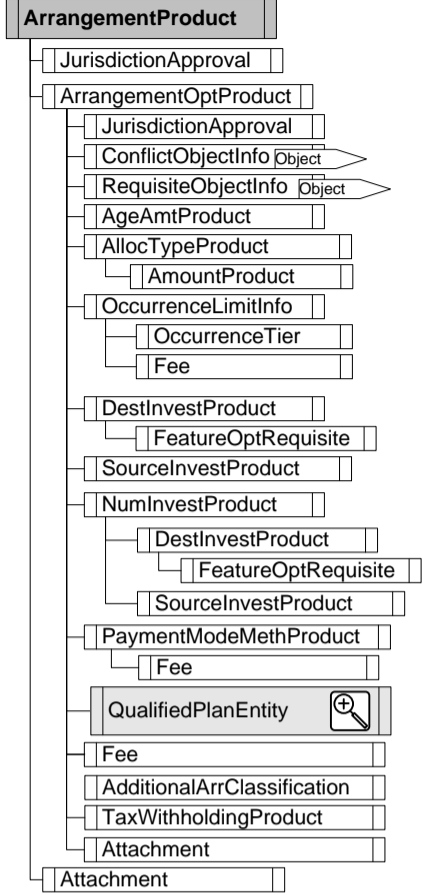 ArrangementProduct
JurisdictionApproval
ArrangementOptProduct
JurisdictionApproval
ConflictObjectInfo Object
RequisiteObjectInfo Object
AgeAmtProduct
AllocTypeProduct
AmountProduct
OccurrenceLimitInfo
OccurrenceTier
Fee
DestInvestProduct
FeatureOptRequisite
SourceInvestProduct
NumInvestProduct
DestInvestProduct
FeatureOptRequisite
SourceInvestProduct
PaymentModeMethProduct
Fee
QualifiedPlanEntity
Fee
AdditionalArrClassification
TaxWithholdingProduct
Attachment
Attachment